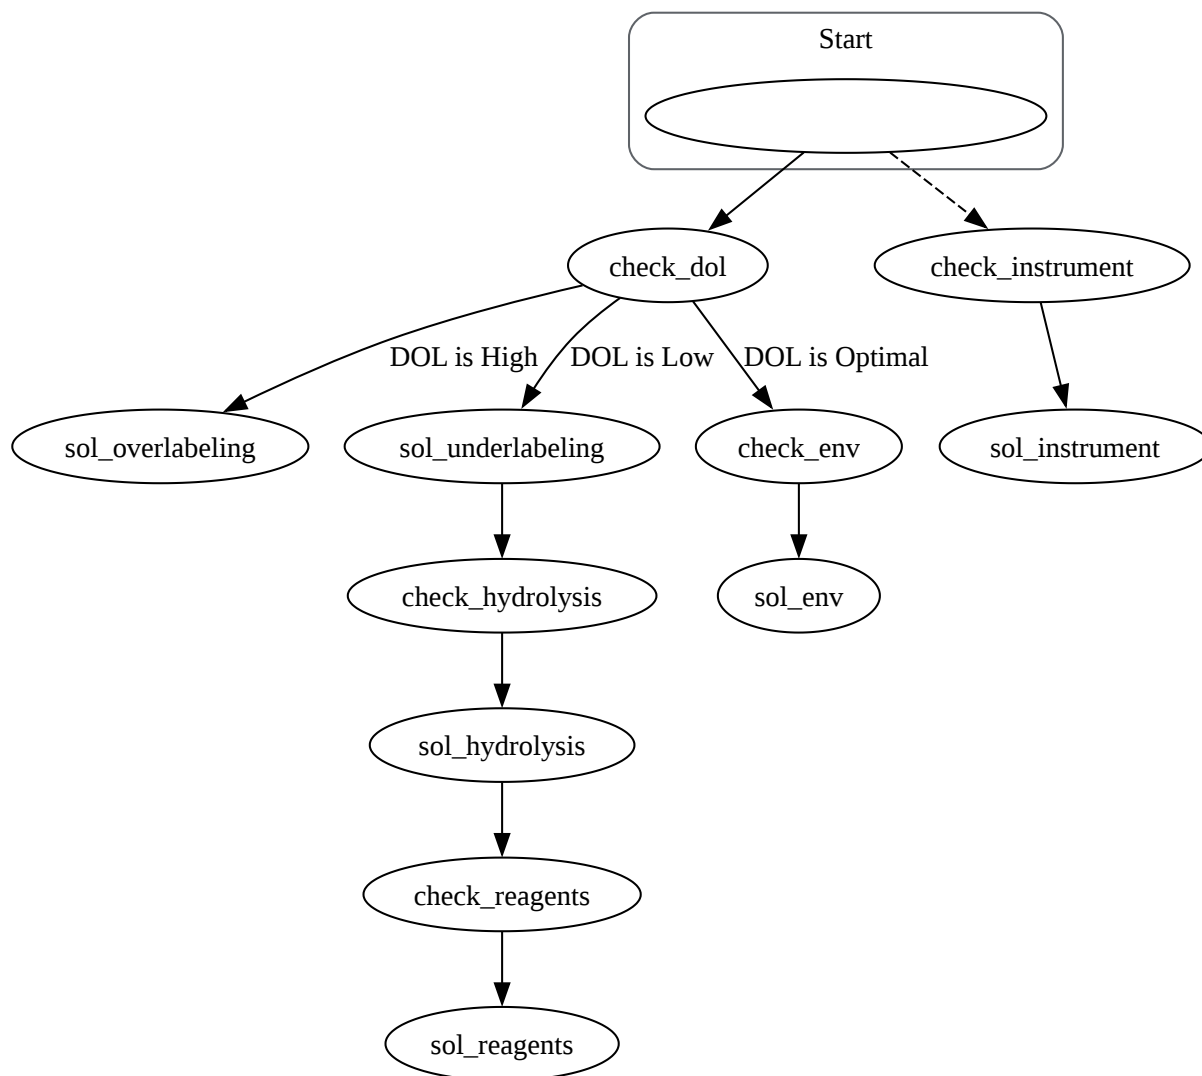 Start
check_dol
check_instrument
DOL is High
DOL is Low
DOL is Optimal
sol_overlabeling
sol_underlabeling
check_env
sol_instrument
check_hydrolysis
sol_env
sol_hydrolysis
check_reagents
sol_reagents